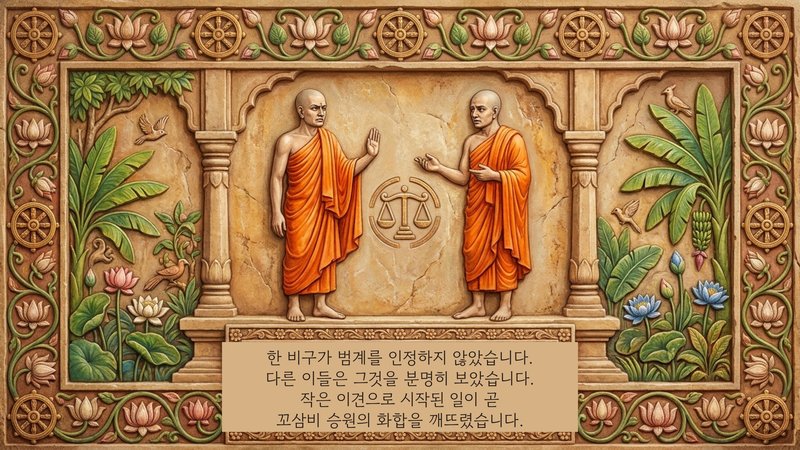 한 비구가 범계를 인정하지 않았습니다.
다른 이들은 그것을 분명히 보았습니다.
작은 이견으로 시작된 일이 곧
꼬삼비 승원의 화합을 깨뜨렸습니다.